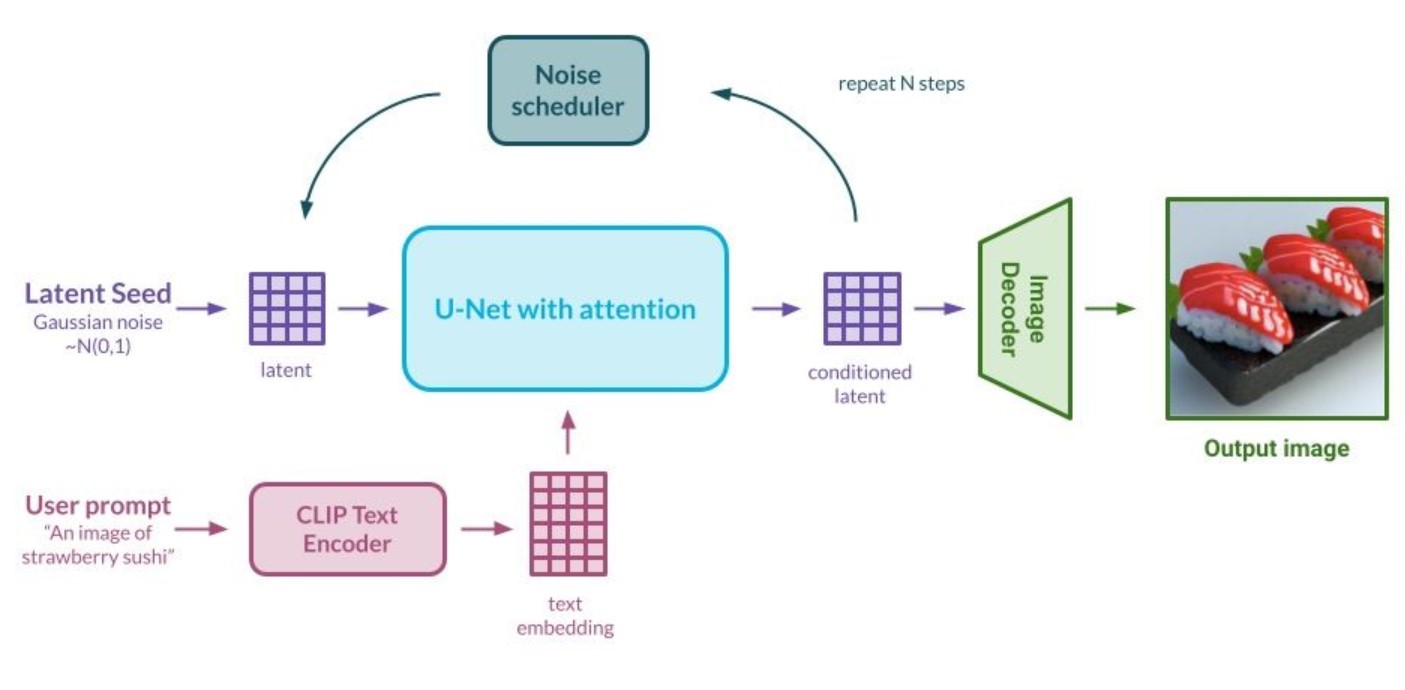 Noise
scheduler
repeat N steps
Latent Seed
Gaussian noise
~N(0,1)
latent
U-Net with attention
conditioned
latent
Image
Decoder
Output image
User prompt
“An image of
strawberry sushi”
CLIP Text
Encoder
text
embedding